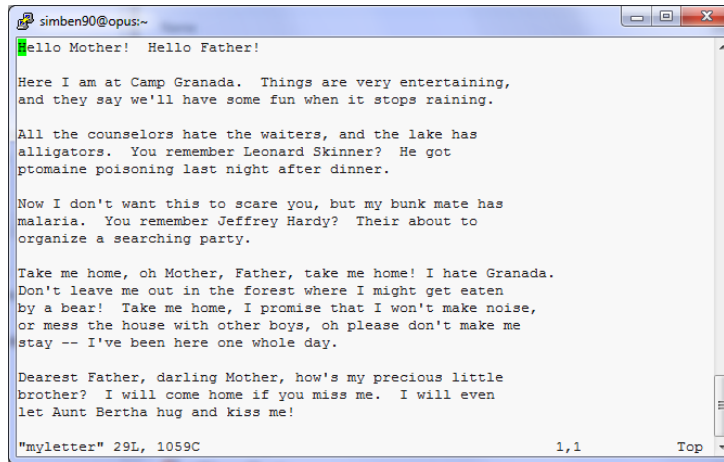 simben90@opus:~
Hello Mother!  Hello Father!
Here I am at Camp Granada.  Things are very entertaining,
and they say we'll have some fun when it stops raining.
All the counselors hate the waiters, and the lake has
alligators.  You remember Leonard Skinner?  He got
ptomaine poisoning last night after dinner.
Now I don't want this to scare you, but my bunk mate has
malaria.  You remember Jeffrey Hardy?  Their about to
organize a searching party.
Take me home, oh Mother, Father, take me home! I hate Granada.
Don't leave me out in the forest where I might get eaten
by a bear!  Take me home, I promise that I won't make noise,
or mess the house with other boys, oh please don't make me
stay -- I've been here one whole day.
Dearest Father, darling Mother, how's my precious little
brother?  I will come home if you miss me.  I will even
let Aunt Bertha hug and kiss me!
"myletter" 29L, 1059C 1,1 Top